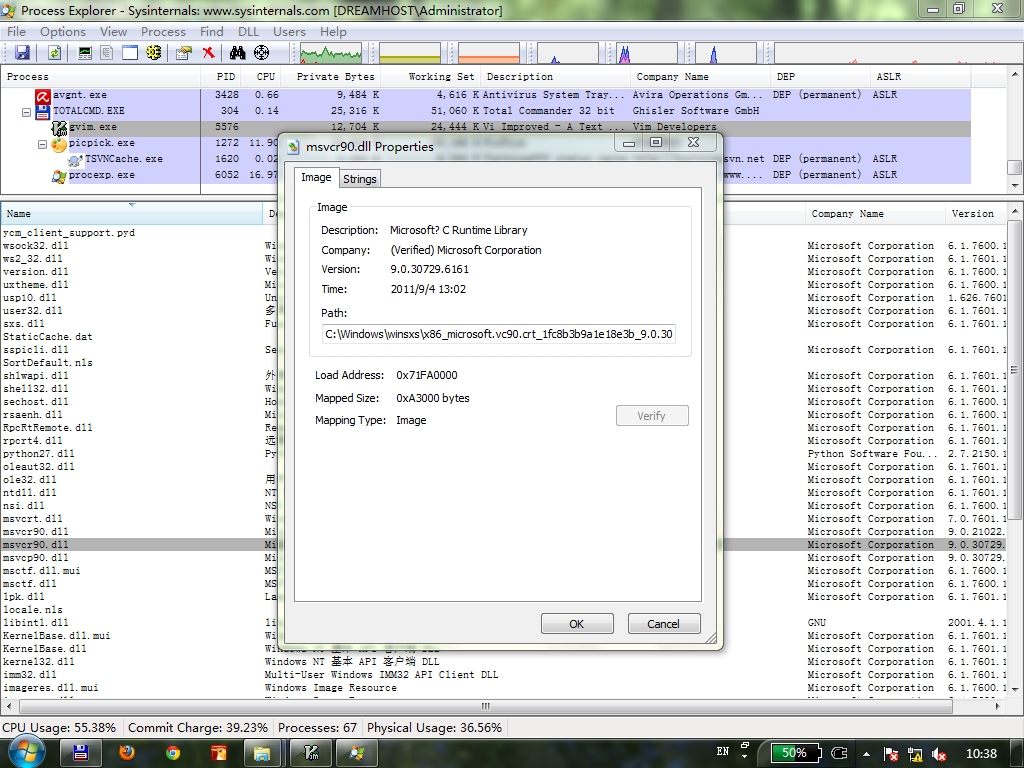 Process Explorer - Sysinternals: www.sysinternals.com [DREAMHOST\Administrator]
File Options View Process Find DLL Users Help
Process PID CPU Private Bytes Working Set Description Company Name DEP ASLR
avgnt.exe 3428 0.66 9,484 K 4,616 K Antivirus System Tray... Avira Operations Gm... DEP (permanent) ASLR
TOTALCMD.EXE 304 0.14 25,316 K 51,060 K Total Commander 32 bit Ghisler Software GmbH
gvim.exe 5576 12,704 K 24,444 K Vi Improved - A Text ... Vim Developers
picpick.exe 1272 11.90
TSVNCache.exe 1620 0.02 svn.net DEP (permanent) ASLR
procexp.exe 6052 16.97 www.... DEP (permanent) ASLR
msvcr90.dll Properties
Image Strings
Image
Description: Microsoft? C Runtime Library
Company: (Verified) Microsoft Corporation
Version: 9.0.30729.6161
Time: 2011/9/4 13:02
Path:
C:\Windows\winsxs\x86_microsoft.vc90.crt_1fc8b3b9a1e18e3b_9.0.30
Load Address: 0x71FA0000
Mapped Size: 0xA3000 bytes
Mapping Type: Image
Verify
OK Cancel
Name De Company Name Version
ycm_client_support.pyd
wsock32.dll Wi Microsoft Corporation 6.1.7600.1
ws2_32.dll Wi Microsoft Corporation 6.1.7601.1
version.dll Ve Microsoft Corporation 6.1.7600.1
uxtheme.dll Mi Microsoft Corporation 6.1.7600.1
usp10.dll Un Microsoft Corporation 1.626.7601
user32.dll 多 Microsoft Corporation 6.1.7601.1
sxs.dll Fu Microsoft Corporation 6.1.7601.1
StaticCache.dat
sspicli.dll Se Microsoft Corporation 6.1.7601.1
SortDefault.nls
shlwapi.dll 外 Microsoft Corporation 6.1.7601.1
shell32.dll Wi Microsoft Corporation 6.1.7601.1
sechost.dll Ho Microsoft Corporation 6.1.7600.1
rsaenh.dll Mi Microsoft Corporation 6.1.7600.1
RpcRtRemote.dll Re Microsoft Corporation 6.1.7601.1
rpcrt4.dll 远 Microsoft Corporation 6.1.7601.1
python27.dll Py Python Software Fou... 2.7.2150.1
oleaut32.dll Microsoft Corporation 6.1.7601.1
ole32.dll 用 Microsoft Corporation 6.1.7601.1
ntdll.dll NT Microsoft Corporation 6.1.7601.1
nsi.dll NS Microsoft Corporation 6.1.7600.1
msvcrt.dll Wi Microsoft Corporation 7.0.7601.1
msvcr90.dll Mi Microsoft Corporation 9.0.21022.
msvcr90.dll Mi Microsoft Corporation 9.0.30729.
msvcp90.dll Mi Microsoft Corporation 9.0.30729.
msctf.dll.mui MS Microsoft Corporation 6.1.7600.1
msctf.dll MS Microsoft Corporation 6.1.7600.1
lpk.dll La Microsoft Corporation 6.1.7600.1
locale.nls
libintl.dll li GNU 2001.4.1.1
KernelBase.dll.mui Wi Microsoft Corporation 6.1.7601.1
KernelBase.dll Windows NT 基本 API 客户端 DLL Microsoft Corporation 6.1.7601.1
kernel32.dll Windows NT 基本 API 客户端 DLL Microsoft Corporation 6.1.7601.1
imm32.dll Multi-User Windows IMM32 API Client DLL Microsoft Corporation 6.1.7601.1
imageres.dll.mui Windows Image Resource Microsoft Corporation 6.1.7600.1
CPU Usage: 55.38% Commit Charge: 39.23% Processes: 67 Physical Usage: 36.56%
EN 50% 10:38